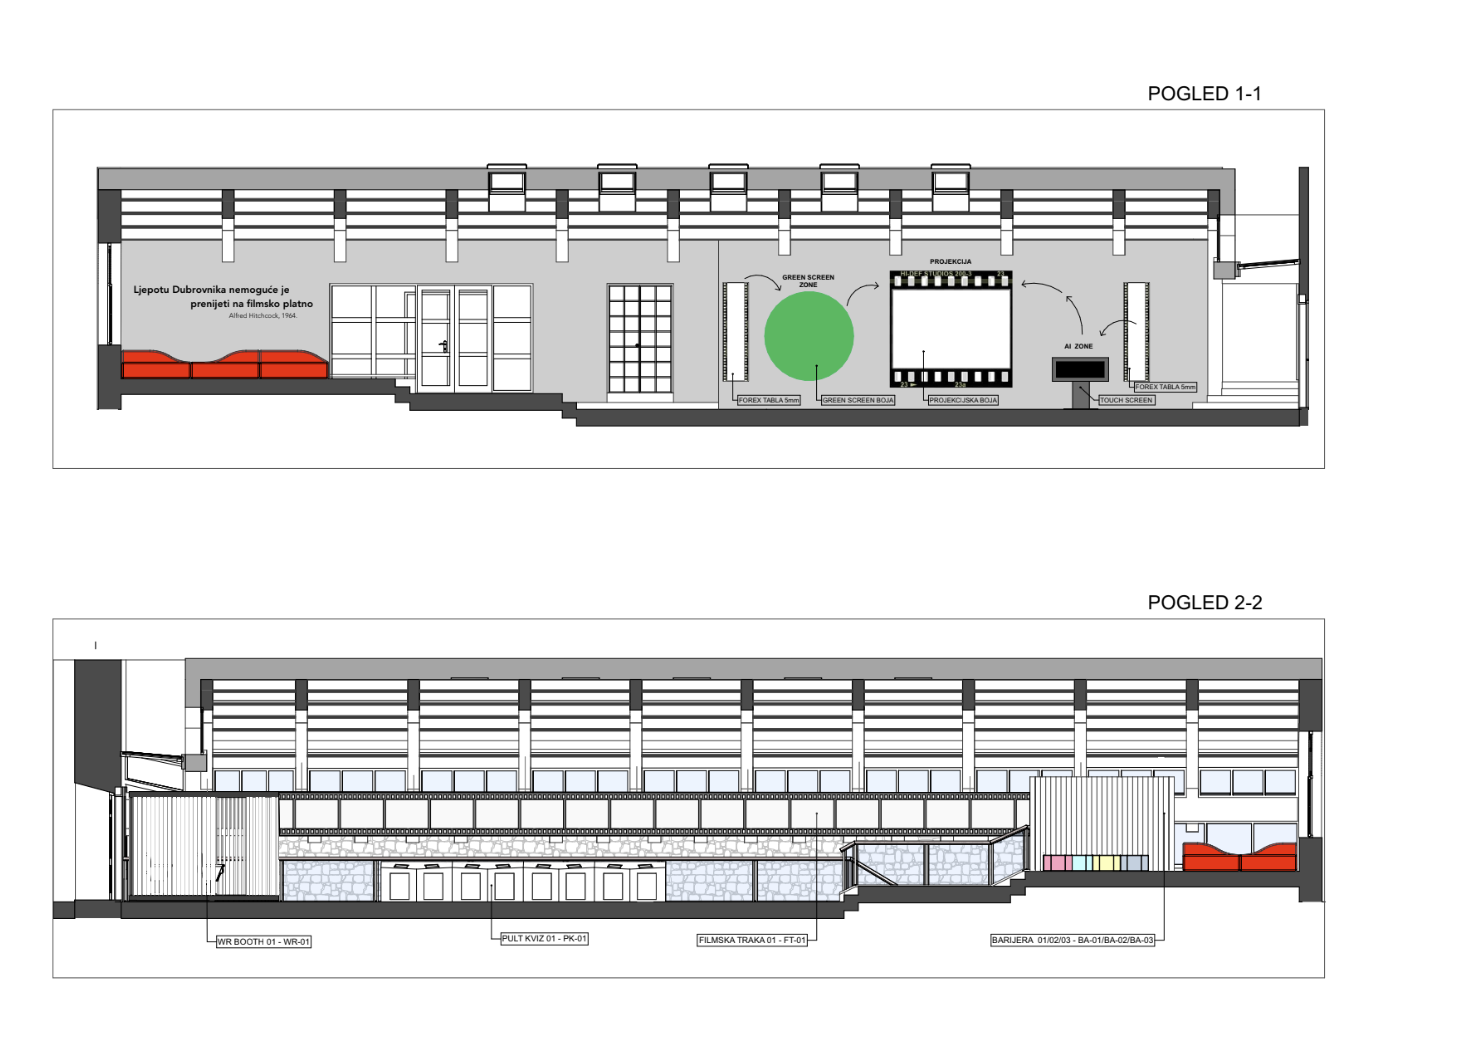 POGLED 1-1
PROJEKCIJA
GREEN SCREEN
ZONE
Ljepotu Dubrovnika nemoguće je
prenijeti na filmsko platno
Alfred Hitchcock, 1964.
23
AI ZONE
23
23a
FOREX TABLA 5mm
GREEN SCREEN BOJA
PROJEKCIJSKA BOJA
TOUCH SCREEN
FOREX TABLA 5mm
POGLED 2-2
WR BOOTH 01 - WR-01
PULT KVIZ 01 - PK-01
FILMSKA TRAKA 01 - FT-01
BARIJERA 01/02/03 - BA-01/BA-02/BA-03